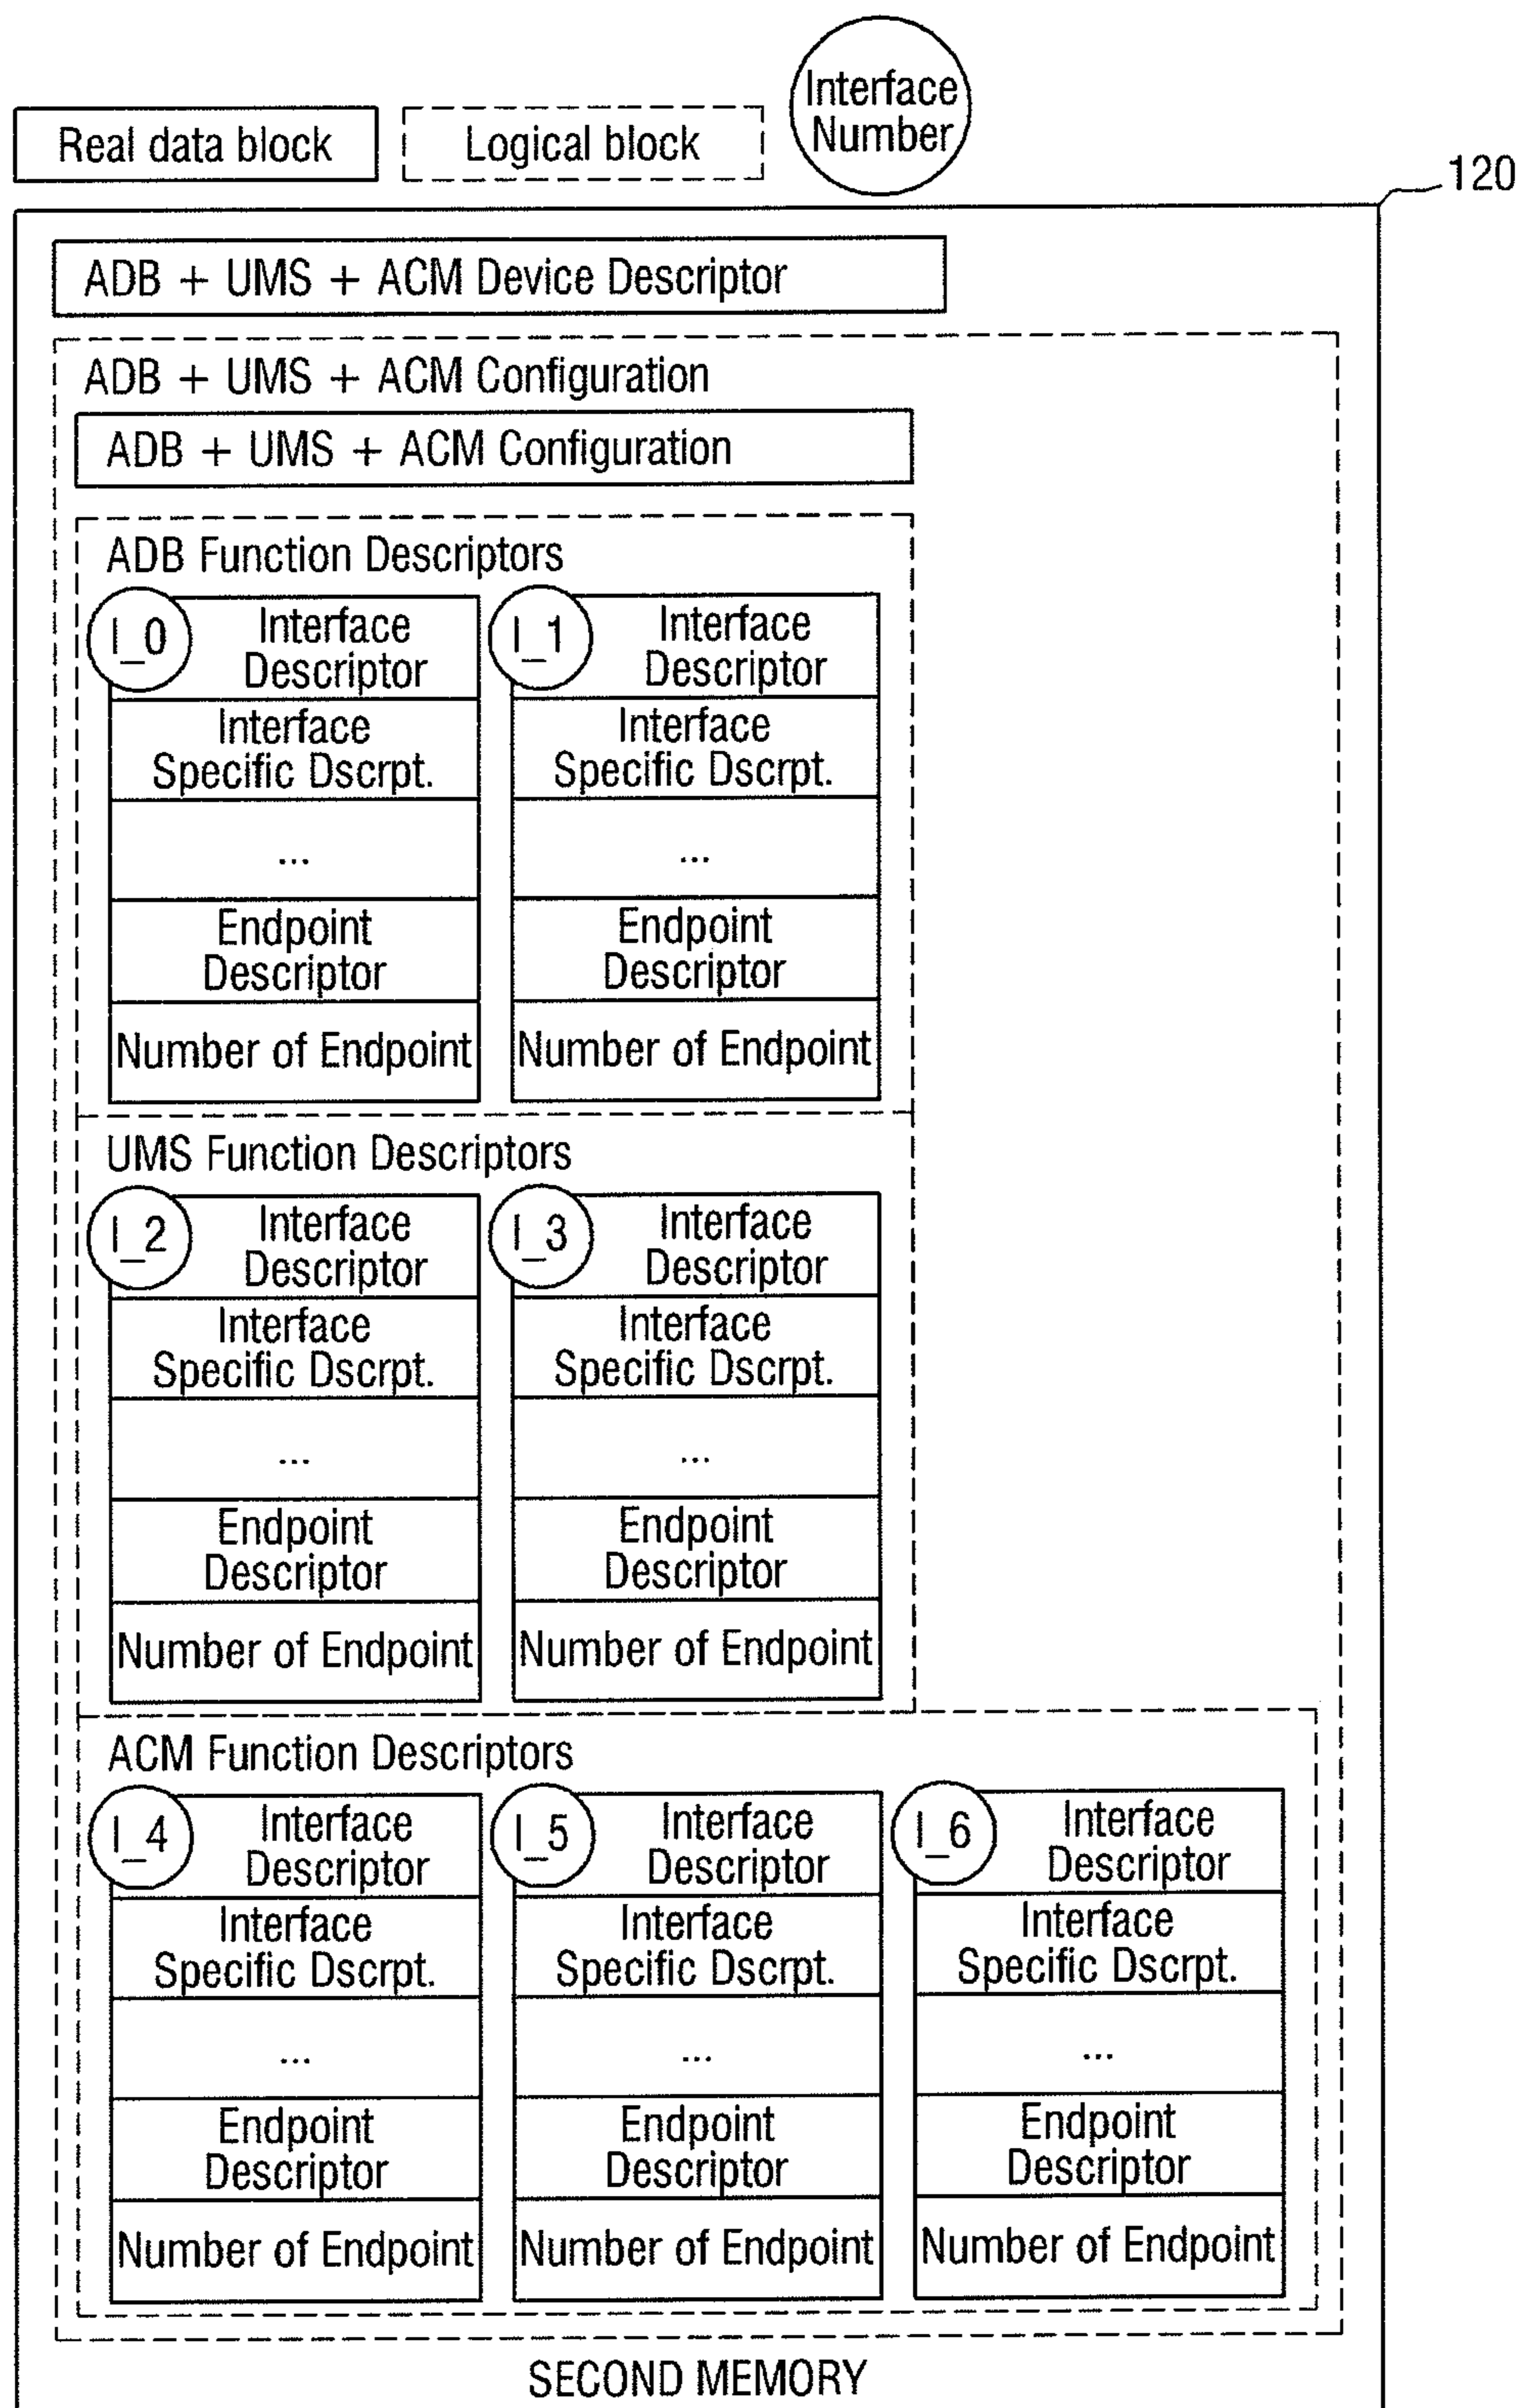 Interface
Number
Real data block
Logical block
120
ADB + UMS + ACM Device Descriptor
ADB + UMS + ACM Configuration
ADB + UMS + ACM Configuration
ADB Function Descriptors
I_0
Interface
Descriptor
Interface
Specific Dscrpt.
...
Endpoint
Descriptor
Number of Endpoint
I_1
Interface
Descriptor
Interface
Specific Dscrpt.
...
Endpoint
Descriptor
Number of Endpoint
UMS Function Descriptors
I_2
Interface
Descriptor
Interface
Specific Dscrpt.
...
Endpoint
Descriptor
Number of Endpoint
I_3
Interface
Descriptor
Interface
Specific Dscrpt.
...
Endpoint
Descriptor
Number of Endpoint
ACM Function Descriptors
I_4
Interface
Descriptor
Interface
Specific Dscrpt.
...
Endpoint
Descriptor
Number of Endpoint
I_5
Interface
Descriptor
Interface
Specific Dscrpt.
...
Endpoint
Descriptor
Number of Endpoint
I_6
Interface
Descriptor
Interface
Specific Dscrpt.
...
Endpoint
Descriptor
Number of Endpoint
SECOND MEMORY